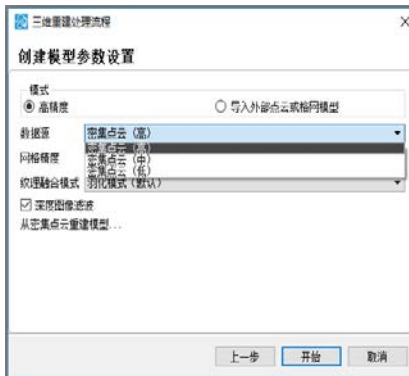 三维重建处理流程
创建模型参数设置
模式
高精度
导入外部点云或格网模型
数据源
密集点云（高）
密集点云（高）
网格精度
密集点云（中）
密集点云（低）
纹理融合模式
羽化模式（默认）
深度图像滤波
从密集点云重建模型...
上一步
开始
取消